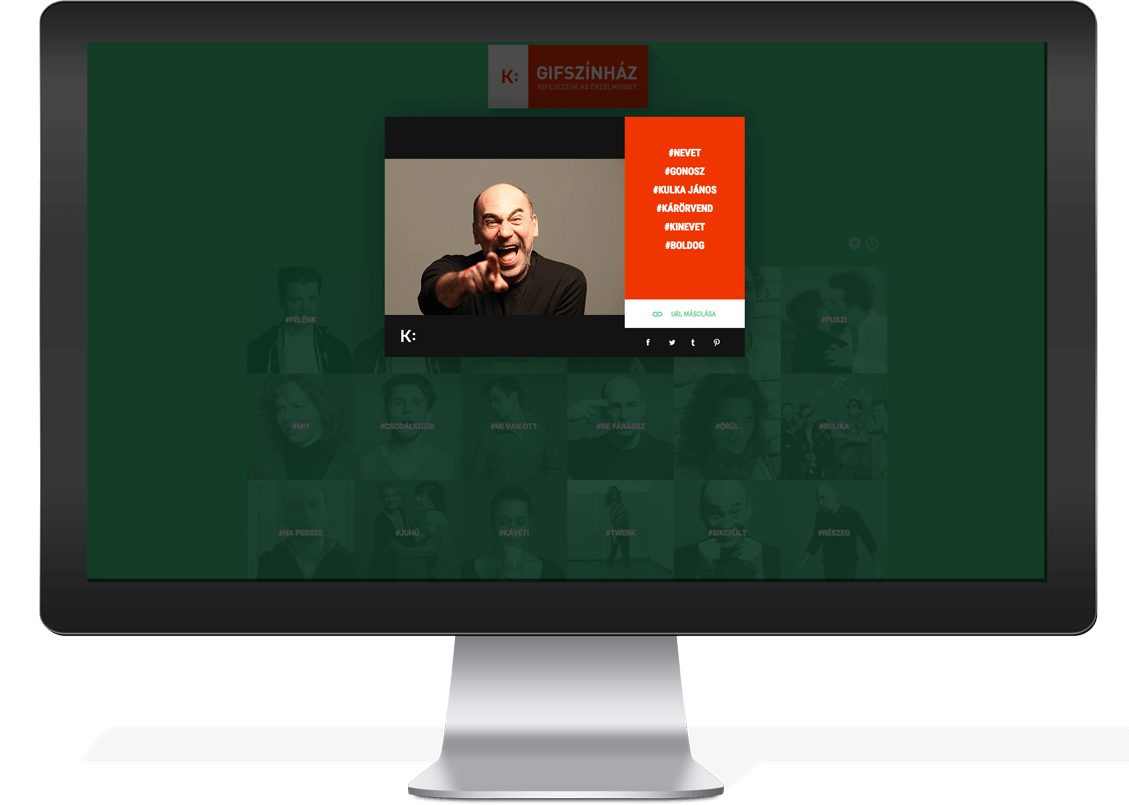 K:
GIFSZÍNHÁZ
KIFEJEZZÜK AZ ÉRZELMEIDET
#NEVET
#GONOSZ
#KULKA JÁNOS
#KÁRÖRVEND
#KINEVET
#BOLDOG
URL MÁSOLÁSA
K:
#FÉLÉNK
#PUSZI
#MI?
#CSODÁLKOZIK
#MI VAN OTT
#NE FÁRASSZ
#ÖRÜL
#BULIKA
#NA PERSZE
#JUHÚ
#KÁVÉT!
#TWERK
#SIKERÜLT
#RÉSZEG